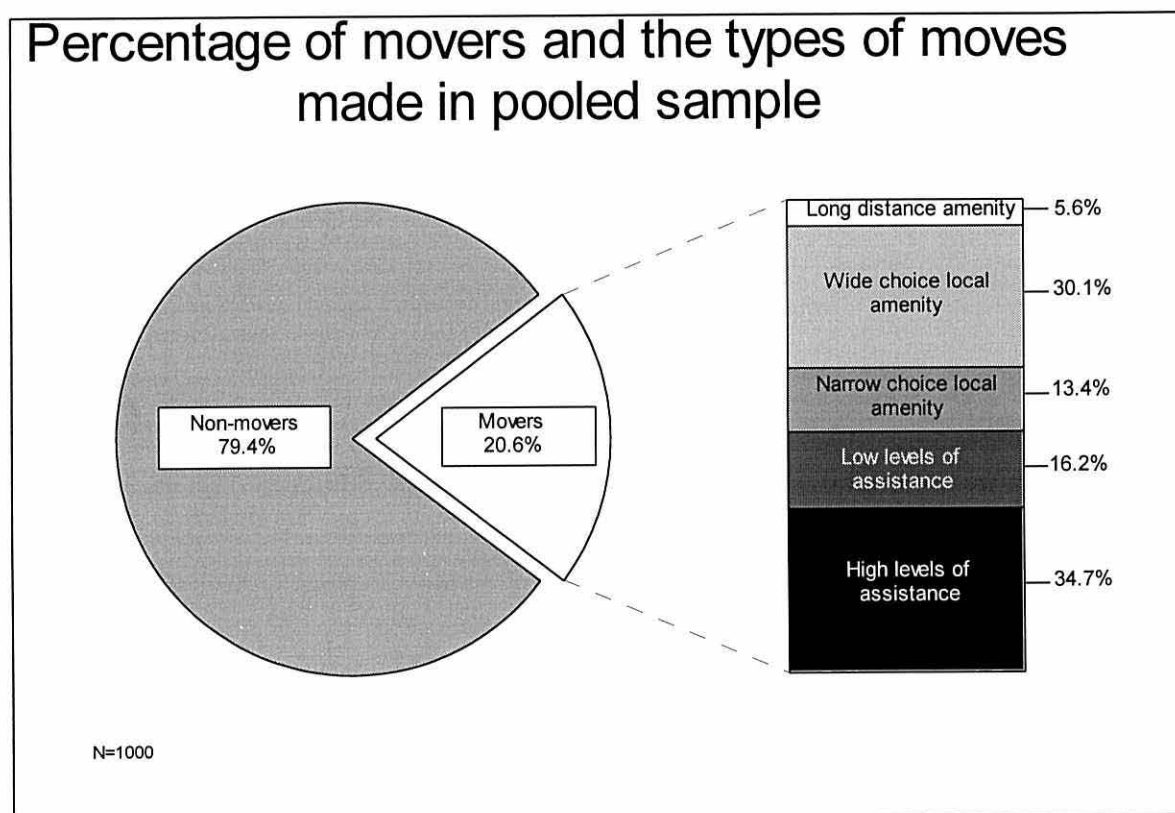 Percentage of movers and the types of moves
made in pooled sample
Non-movers
79.4%
Movers
20.6%
Long distance amenity
5.6%
Wide choice local
amenity
30.1%
Narrow choice local
amenity
13.4%
Low levels of
assistance
16.2%
High levels of
assistance
34.7%
N=1000